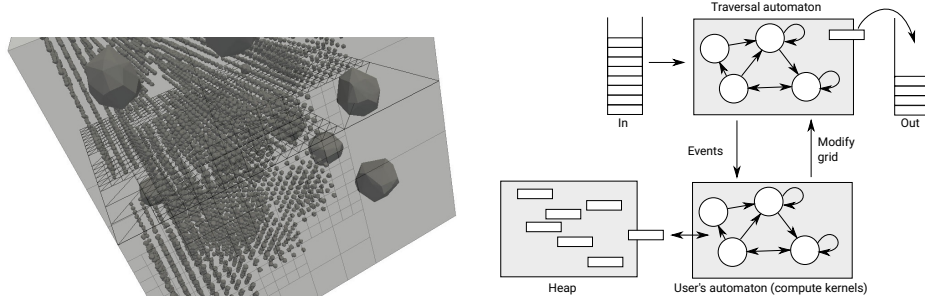 Traversal automaton
In
Out
Events
Modify
grid
Heap
User's automaton (compute kernels)